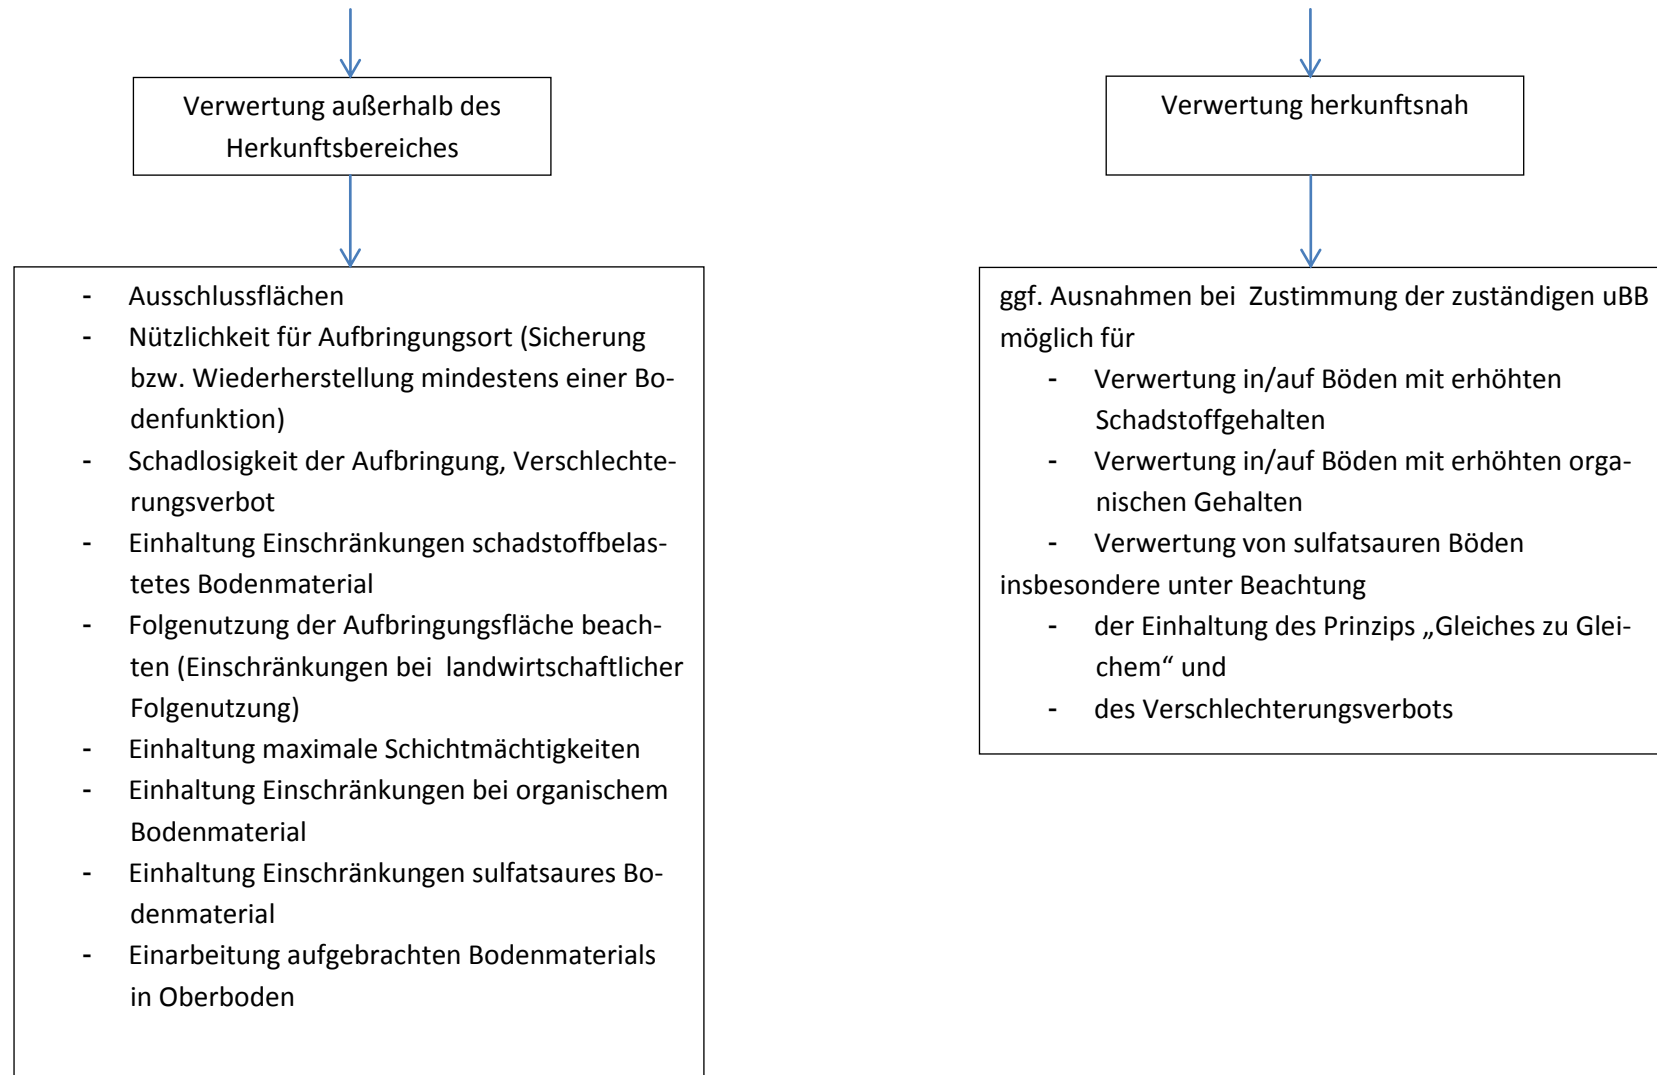 Verwertung außerhalb des
Herkunftsbereiches
- Ausschlussflächen
- Nützlichkeit für Aufbringungsort (Sicherung
bzw. Wiederherstellung mindestens einer Bo-
denfunktion)
- Schadlosigkeit der Aufbringung, Verschlechte-
rungsverbot
- Einhaltung Einschränkungen schadstoffbelas-
tetes Bodenmaterial
- Folgenutzung der Aufbringungsfläche beach-
ten (Einschränkungen bei  landwirtschaftlicher
Folgenutzung)
- Einhaltung maximale Schichtmächtigkeiten
- Einhaltung Einschränkungen bei organischem
Bodenmaterial
- Einhaltung Einschränkungen sulfatsaures Bo-
denmaterial
- Einarbeitung aufgebrachten Bodenmaterials
in Oberboden
Verwertung herkunftsnah
ggf. Ausnahmen bei  Zustimmung der zuständigen uBB
möglich für
- Verwertung in/auf Böden mit erhöhten
Schadstoffgehalten
- Verwertung in/auf Böden mit erhöhten orga-
nischen Gehalten
- Verwertung von sulfatsauren Böden
insbesondere unter Beachtung
- der Einhaltung des Prinzips „Gleiches zu Glei-
chem“ und
- des Verschlechterungsverbots